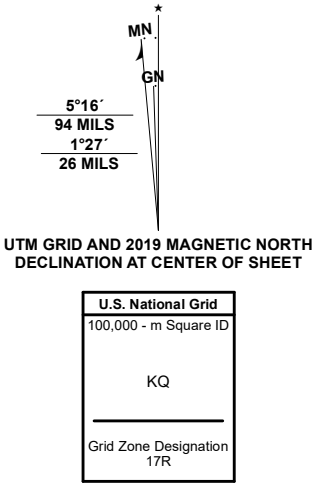 ★
MN
GN
5°16´
94 MILS
1°27´
26 MILS
UTM GRID AND 2019 MAGNETIC NORTH
DECLINATION AT CENTER OF SHEET
U.S. National Grid
100,000 - m Square ID
KQ
Grid Zone Designation
17R